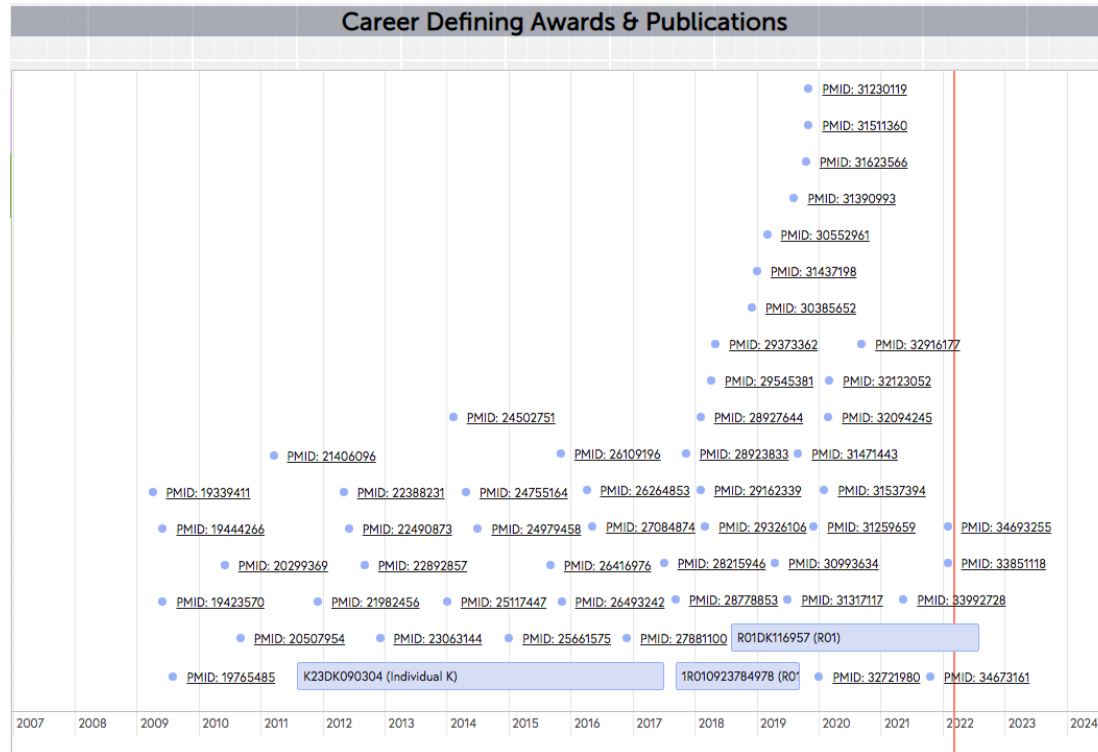 Career Defining Awards & Publications
PMID: 31230119
PMID: 31511360
PMID: 31623566
PMID: 31390993
PMID: 30552961
PMID: 31437198
PMID: 30385652
PMID: 29373362 PMID: 32916177
PMID: 29545381 PMID: 32123052
PMID: 24502751 PMID: 28927644 PMID: 32094245
PMID: 21406096 PMID: 26109196 PMID: 28923833 PMID: 31471443
PMID: 19339411 PMID: 22388231 PMID: 24755164 PMID: 26264853 PMID: 29162339 PMID: 31537394
PMID: 19444266 PMID: 22490873 PMID: 24979458 PMID: 27084874 PMID: 29326106 PMID: 31259659 PMID: 34693255
PMID: 20299369 PMID: 22892857 PMID: 26416976 PMID: 28215946 PMID: 30993634 PMID: 33851118
PMID: 19423570 PMID: 21982456 PMID: 25117447 PMID: 26493242 PMID: 28778853 PMID: 31317117 PMID: 33992728
PMID: 20507954 PMID: 23063144 PMID: 25661575 PMID: 27881100 R01DK116957 (R01)
PMID: 19765485 K23DK090304 (Individual K) 1R010923784978 (R01 PMID: 32721980 PMID: 34673161
2007 2008 2009 2010 2011 2012 2013 2014 2015 2016 2017 2018 2019 2020 2021 2022 2023 2024